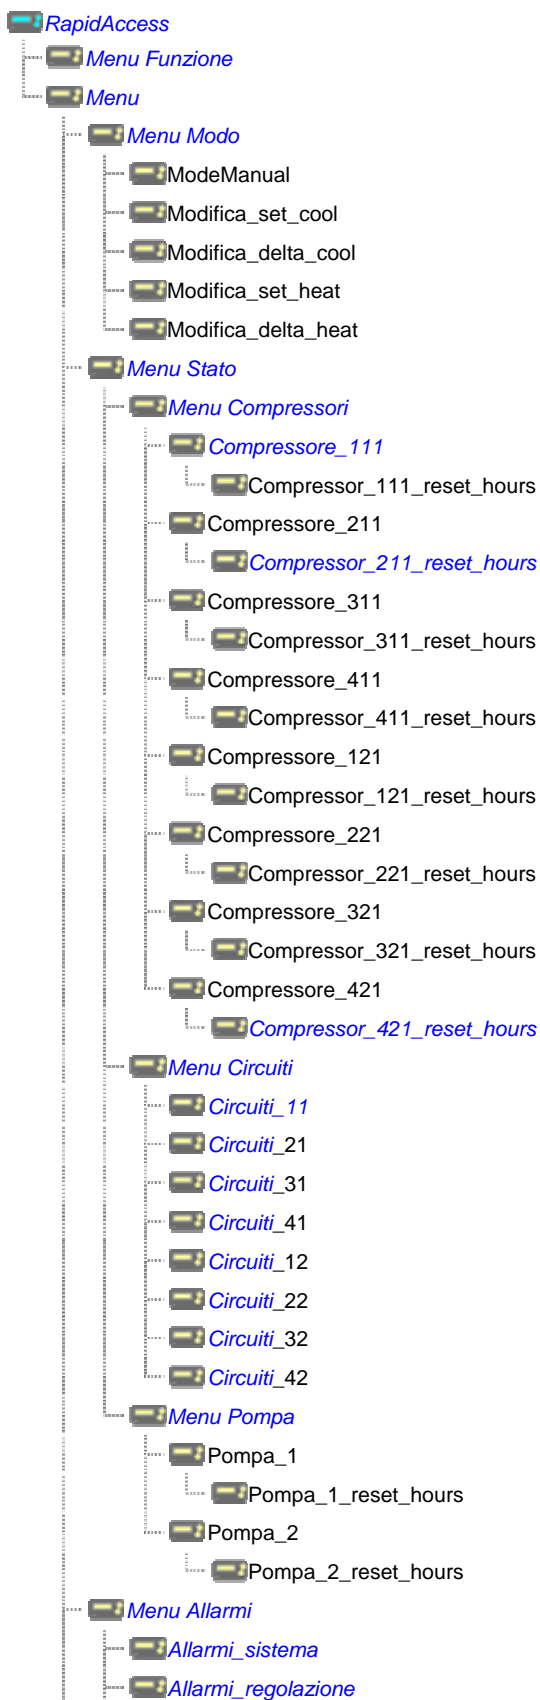 RapidAccess
Menu Funzione
Menu
Menu Modo
ModeManual
Modifica_set_cool
Modifica_delta_cool
Modifica_set_heat
Modifica_delta_heat
Menu Stato
Menu Compressori
Compressore_111
Compressor_111_reset_hours
Compressore_211
Compressor_211_reset_hours
Compressore_311
Compressor_311_reset_hours
Compressore_411
Compressor_411_reset_hours
Compressore_121
Compressor_121_reset_hours
Compressore_221
Compressor_221_reset_hours
Compressore_321
Compressor_321_reset_hours
Compressore_421
Compressor_421_reset_hours
Menu Circuiti
Circuiti_11
Circuiti_21
Circuiti_31
Circuiti_41
Circuiti_12
Circuiti_22
Circuiti_32
Circuiti_42
Menu Pompa
Pompa_1
Pompa_1_reset_hours
Pompa_2
Pompa_2_reset_hours
Menu Allarmi
Allarmi_sistema
Allarmi_regolazione